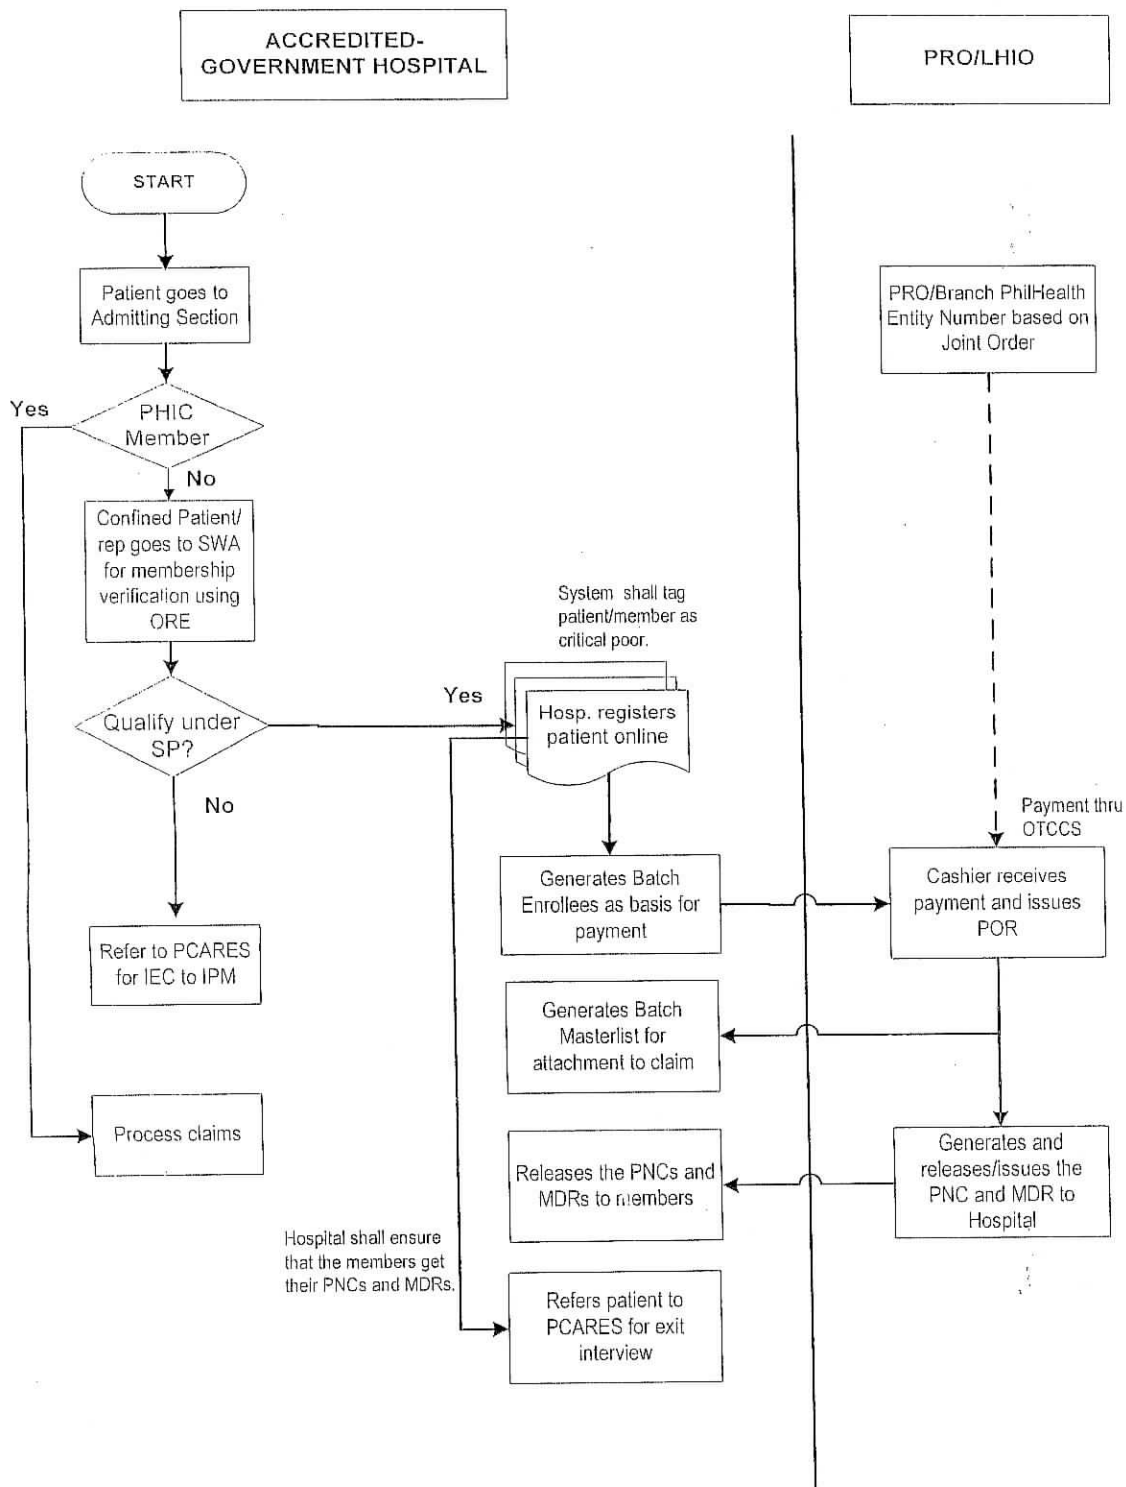 ACCREDITED-
GOVERNMENT HOSPITAL
PRO/LHIO
START
Patient goes to
Admitting Section
Yes
PHIC
Member
No
Confined Patient/
rep goes to SWA
for membership
verification using
ORE
Qualify under
SP?
No
Refer to PCARES
for IEC to IPM
Process claims
Yes
System shall tag
patient/member as
critical poor.
Hosp. registers
patient online
Generates Batch
Enrollees as basis for
payment
Generates Batch
Masterlist for
attachment to claim
Releases the PNCs and
MDRs to members
Hospital shall ensure
that the members get
their PNCs and MDRs.
Refers patient to
PCARES for exit
interview
PRO/Branch PhilHealth
Entity Number based on
Joint Order
Payment thru
OTCCS
Cashier receives
payment and issues
POR
Generates and
releases/issues the
PNC and MDR to
Hospital